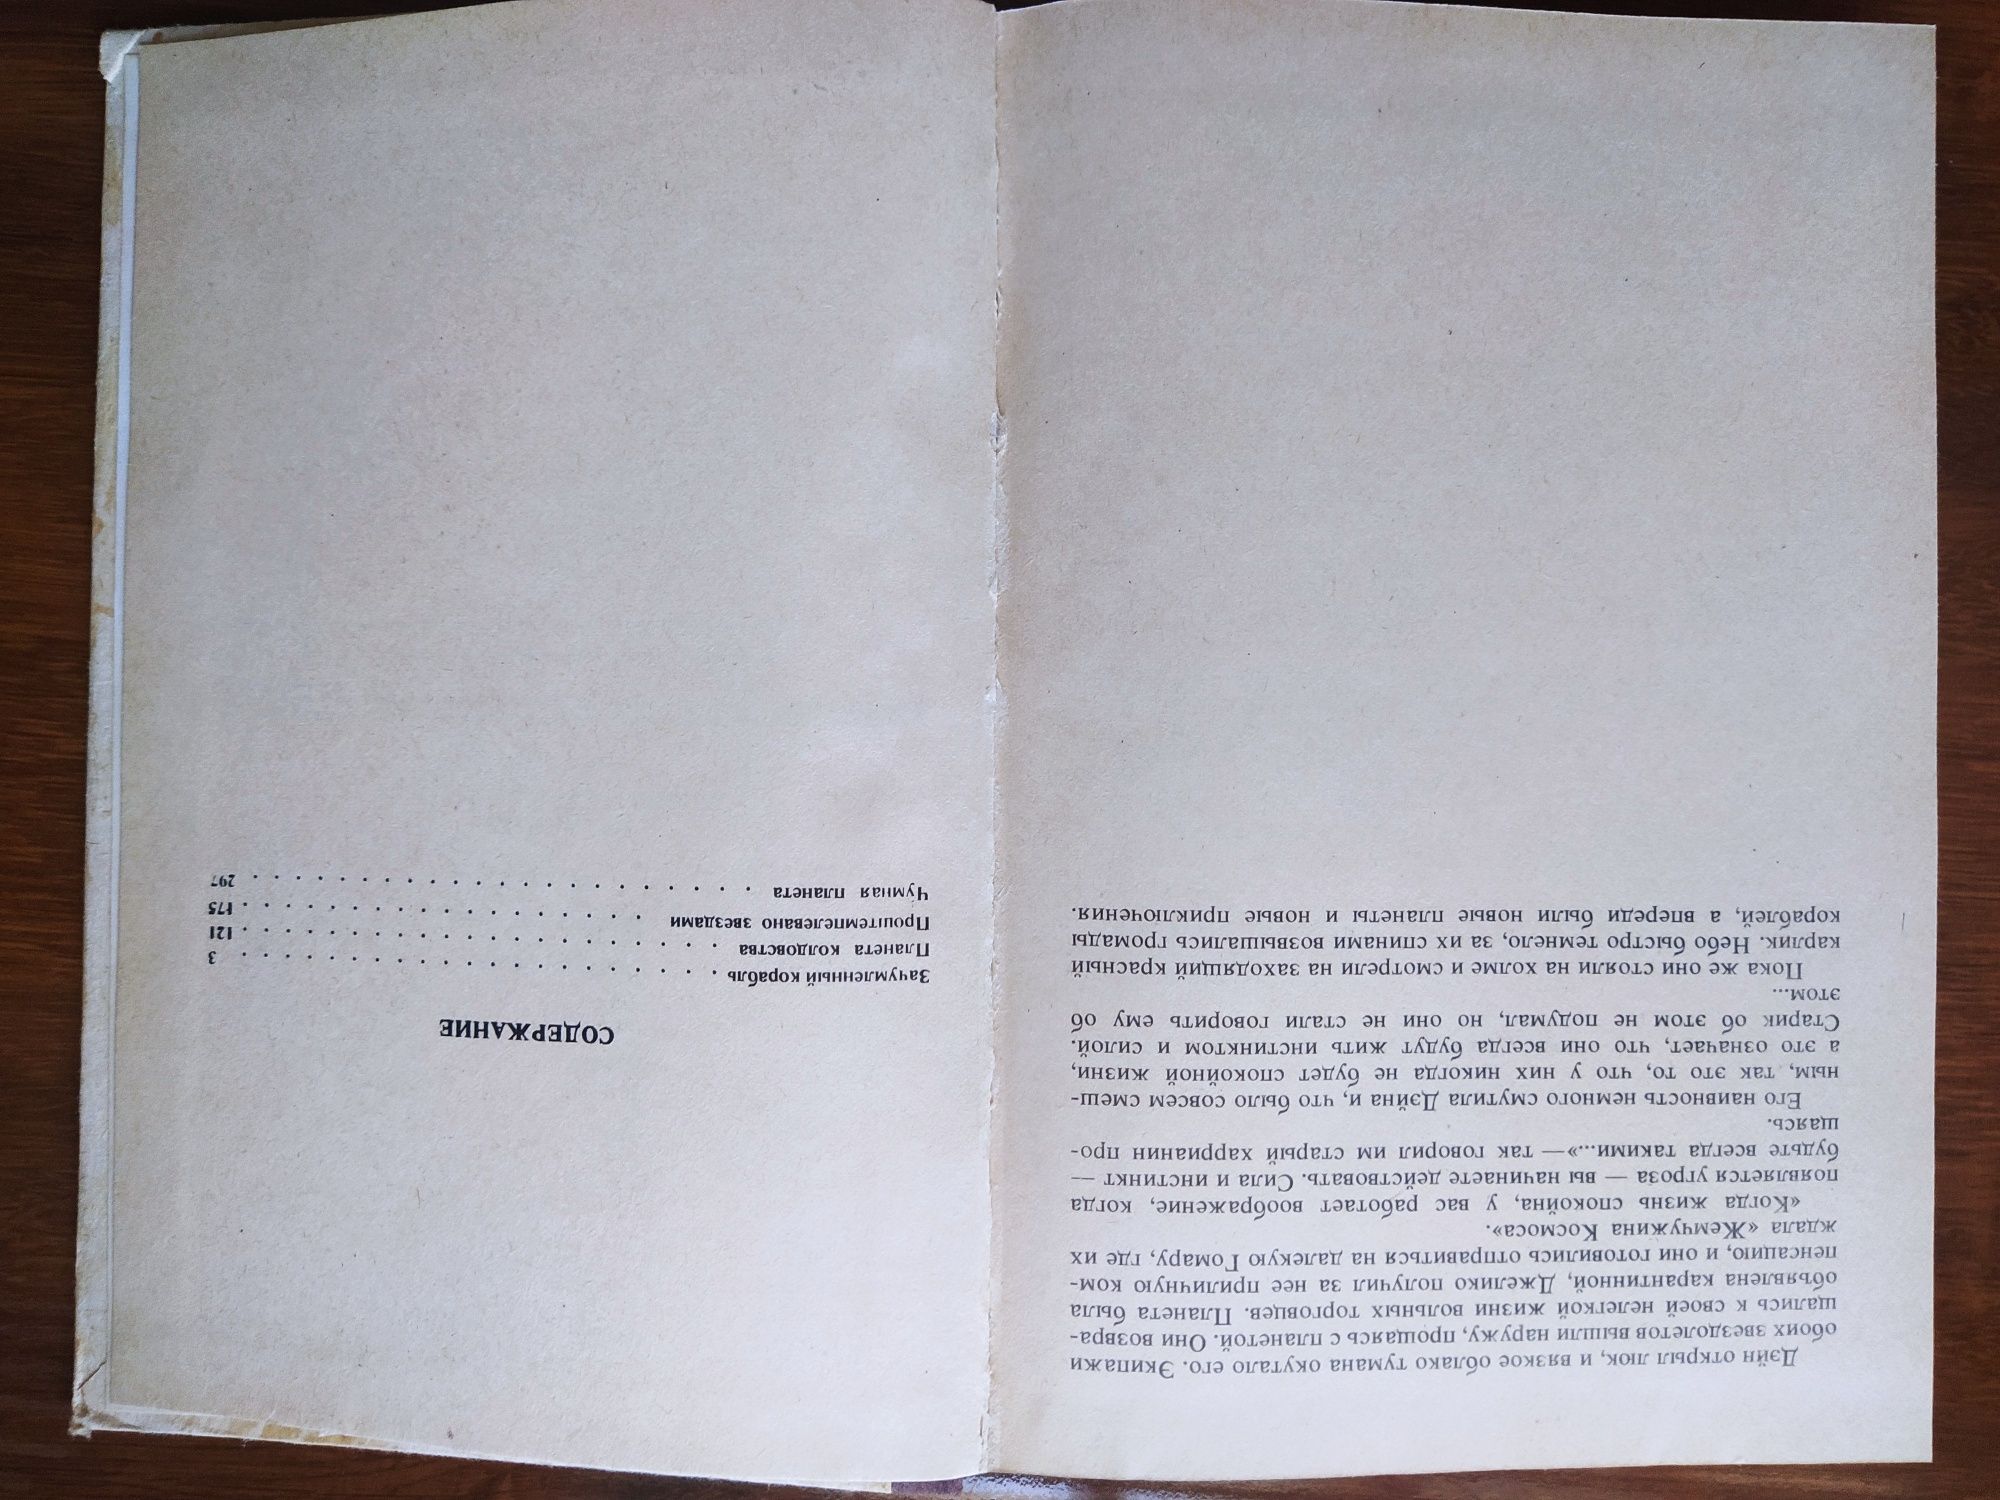 Дэйн открыл люк, и вязкое облако тумана окутало его. Экипажи
обоих звездолетов вышли наружу, прощаясь с планетой. Они возвра-
щались к своей нелегкой жизни вольных торговцев. Планета была
объявлена карантинной, Джелико получил за нее приличную ком-
пенсацию, и они готовились отправиться на далекую Гомару, где их
ждала «Жемчужина Космоса».
«Когда жизнь спокойна, у вас работает воображение, когда
появляется угроза — вы начинаете действовать. Сила и инстинкт —
будьте всегда такими...»— так говорил им старый харрианин про-
щаясь.
Его наивность немного смутила Дэйна и, что было совсем смеш-
ным, так это то, что у них никогда не будет спокойной жизни,
а это означает, что они всегда будут жить инстинктом и силой.
Старик об этом не подумал, но они не стали говорить ему об
этом...
Пока же они стояли на холме и смотрели на заходящий красный
карлик. Небо быстро темнело, за их спинами возвышались громады
кораблей, а впереди были новые планеты и новые приключения.
СОДЕРЖАНИЕ
Зачумленный корабль . . . . . . . . . . . . . . . . . 3
Планета колдовства . . . . . . . . . . . . . . . . . 121
Проштемпелевано звездами . . . . . . . . . . . . . . 175
Чумная планета . . . . . . . . . . . . . . . . . . 297